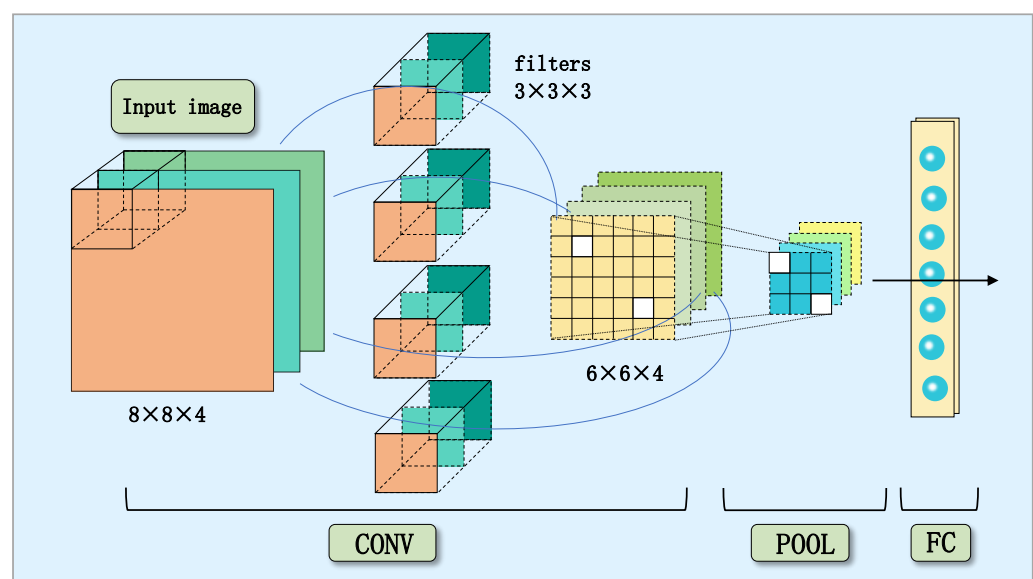 Input image
filters
3×3×3
8×8×4
6×6×4
CONV
POOL
FC